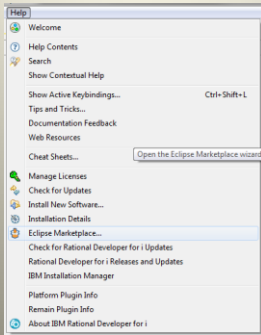 Help
Welcome
Help Contents
Search
Show Contextual Help
Show Active Keybindings... Ctrl+Shift+L
Tips and Tricks...
Documentation Feedback
Web Resources
Cheat Sheets... Open the Eclipse Marketplace wizard
Manage Licenses
Check for Updates
Install New Software...
Installation Details
Eclipse Marketplace...
Check for Rational Developer for i Updates
Rational Developer for i Releases and Updates
IBM Installation Manager
Platform Plugin Info
Remain Plugin Info
About IBM Rational Developer for i